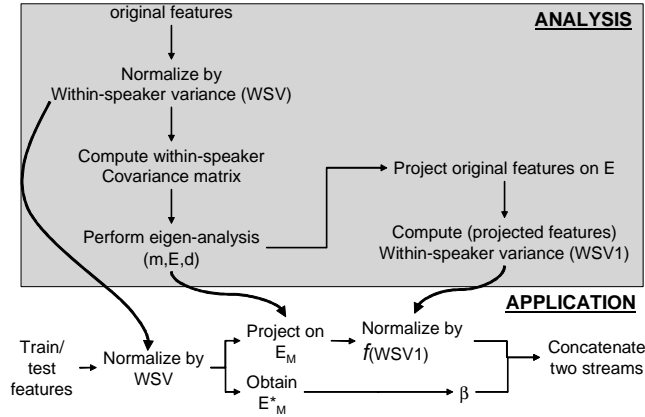 original features
ANALYSIS
Normalize by
Within-speaker variance (WSV)
Compute within-speaker
Covariance matrix
Project original features on E
Perform eigen-analysis
(m,E,d)
Compute (projected features)
Within-speaker variance (WSV1)
APPLICATION
Train/
test
features
Normalize by
WSV
Project on
E_M
Normalize by
f(WSV1)
Obtain
E*_M
β
Concatenate
two streams